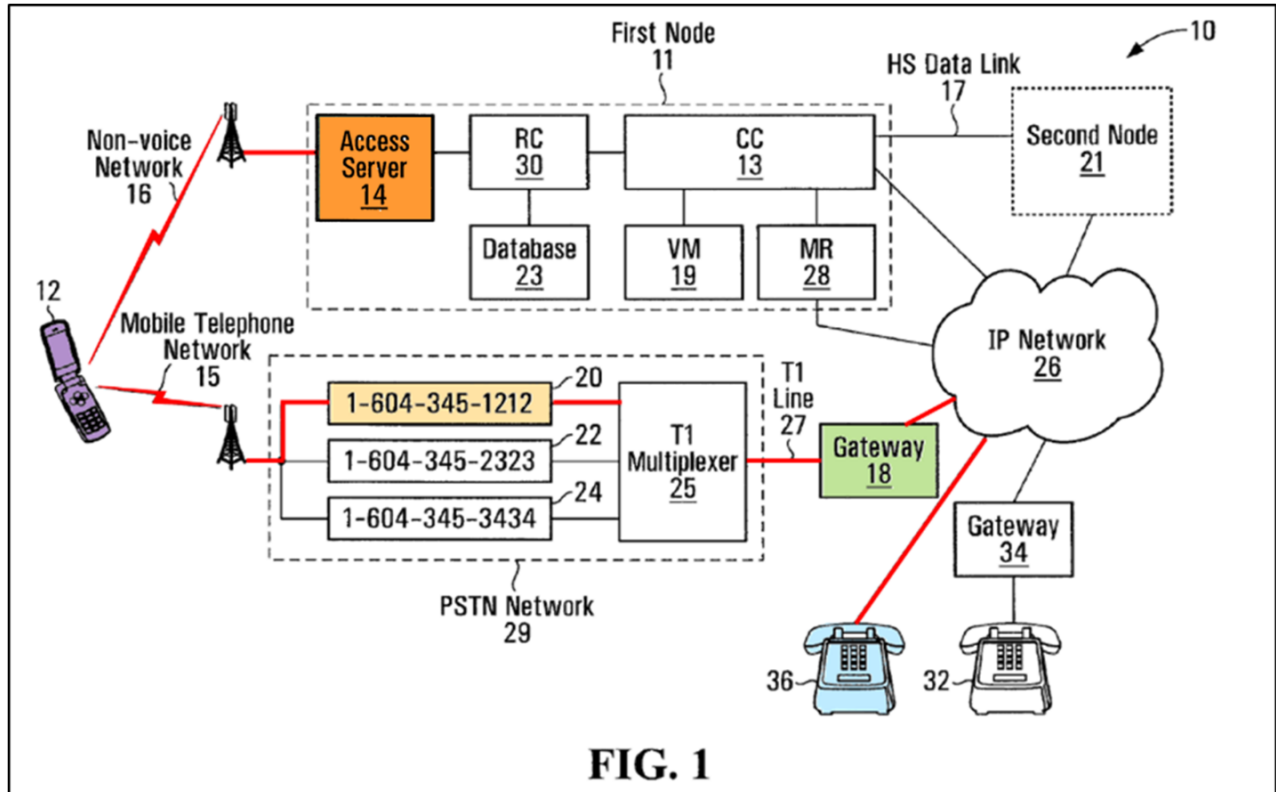 First Node
11
10
HS Data Link
17
Non-voice
Network
16
Access
Server
14
RC
30
CC
13
Second Node
21
Database
23
VM
19
MR
28
12
Mobile Telephone
Network
15
IP Network
26
20
1-604-345-1212
22
1-604-345-2323
24
1-604-345-3434
T1
Multiplexer
25
T1
Line
27
Gateway
18
Gateway
34
PSTN Network
29
36
32
FIG. 1